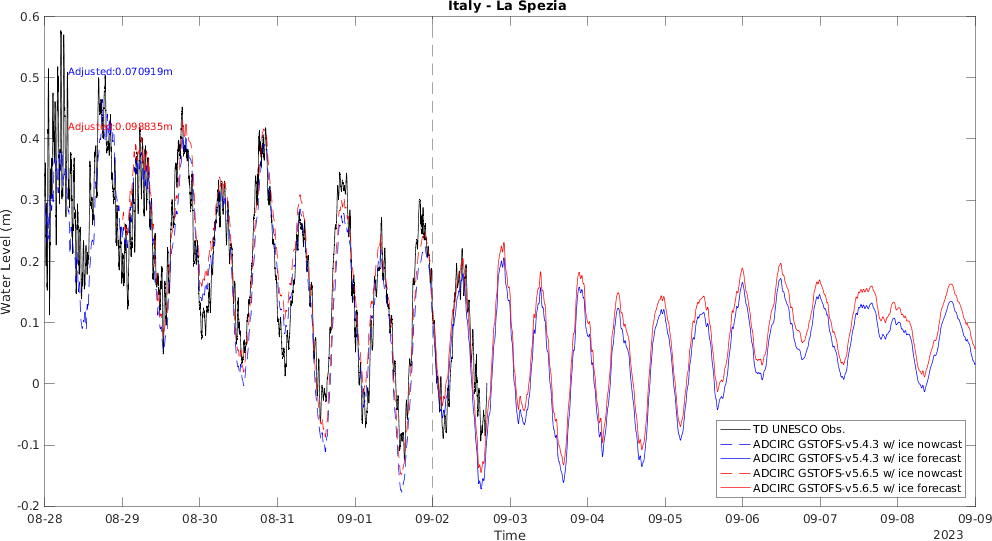 Italy - La Spezia
0.6
0.5
0.4
0.3
0.2
0.1
0
-0.1
-0.2
Water Level (m)
Adjusted:0.070919m
Adjusted:0.098835m
TD UNESCO Obs.
ADCIRC GSTOFS-v5.4.3 w/ ice nowcast
ADCIRC GSTOFS-v5.4.3 w/ ice forecast
ADCIRC GSTOFS-v5.6.5 w/ ice nowcast
ADCIRC GSTOFS-v5.6.5 w/ ice forecast
08-28 08-29 08-30 08-31 09-01 09-02 09-03 09-04 09-05 09-06 09-07 09-08 09-09
Time
2023